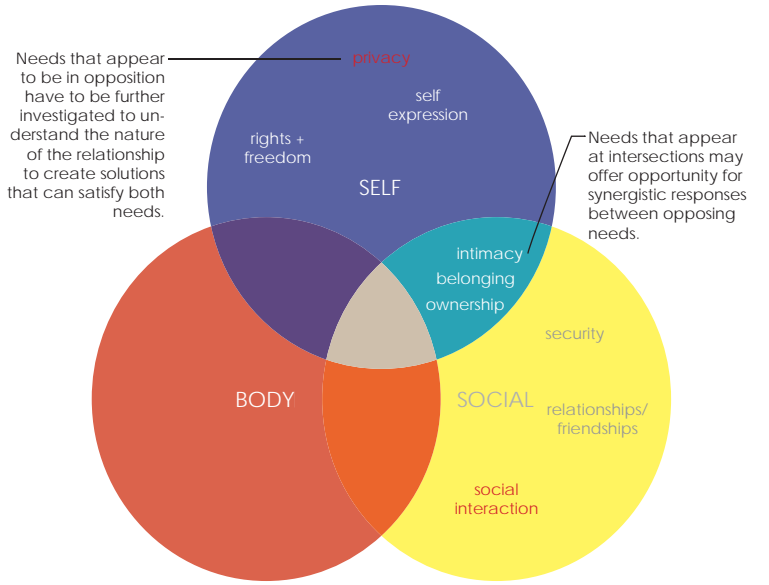 Needs that appear
to be in opposition
have to be further
investigated to un-
derstand the nature
of the relationship
to create solutions
that can satisfy both
needs.
privacy
self
expression
rights +
freedom
SELF
Needs that appear
at intersections may
offer opportunity for
synergistic responses
between opposing
needs.
intimacy
belonging
ownership
security
BODY
SOCIAL
relationships/
friendships
social
interaction